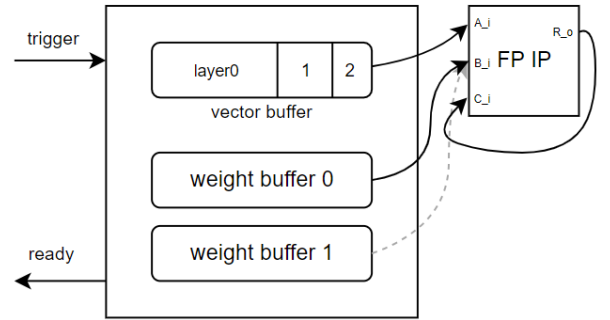 trigger
layer0
1
2
vector buffer
weight buffer 0
weight buffer 1
ready
A_i
R_o
B_i
FP IP
C_i